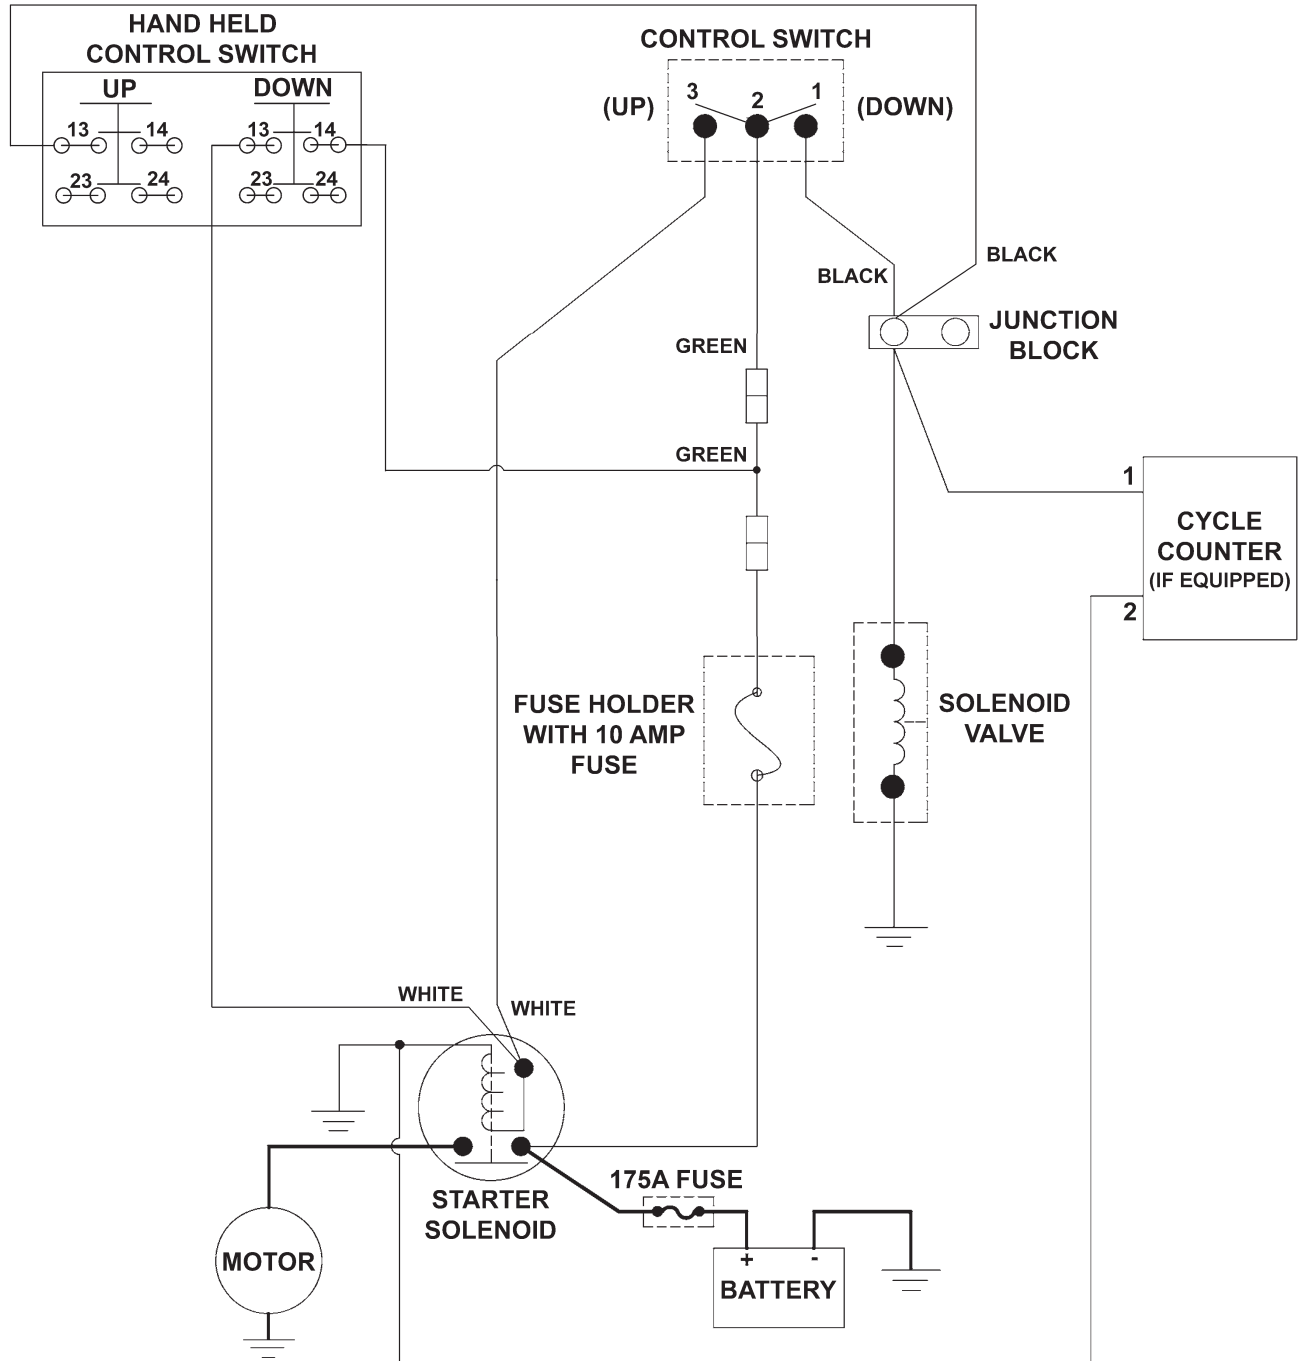 HAND HELD
CONTROL SWITCH
UP
DOWN
13
14
13
14
23
24
23
24
CONTROL SWITCH
(UP)
3
2
1
(DOWN)
BLACK
BLACK
JUNCTION
BLOCK
GREEN
GREEN
1
CYCLE
COUNTER
(IF EQUIPPED)
2
FUSE HOLDER
WITH 10 AMP
FUSE
SOLENOID
VALVE
WHITE
WHITE
175A FUSE
STARTER
SOLENOID
MOTOR
+
-
BATTERY